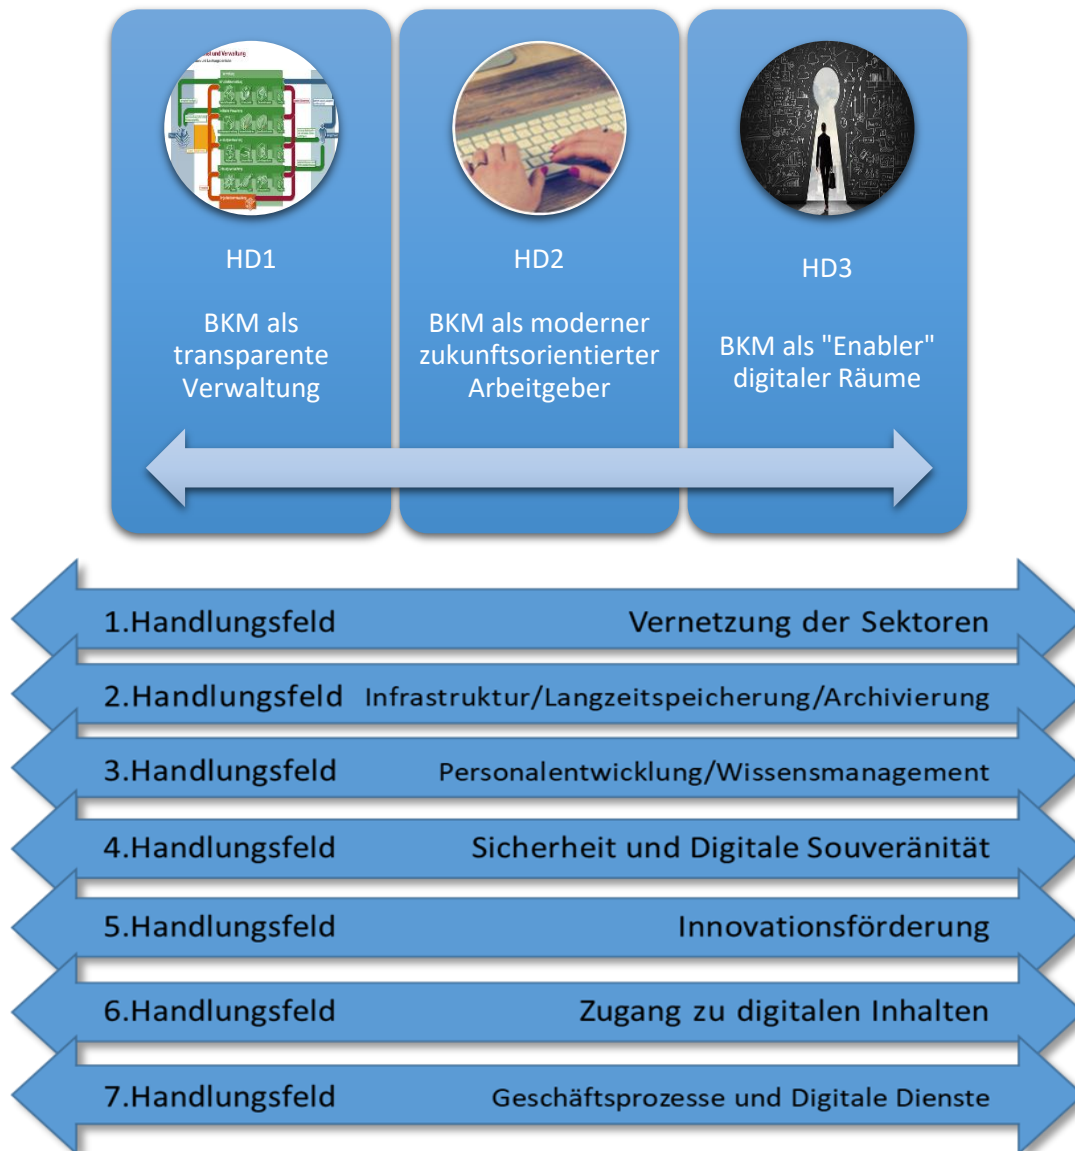 und Verwaltung
HD1
BKM als
transparente
Verwaltung
HD2
BKM als moderner
zukunftsorientierter
Arbeitgeber
HD3
BKM als "Enabler"
digitaler Räume
1.Handlungsfeld Vernetzung der Sektoren
2.Handlungsfeld Infrastruktur/Langzeitspeicherung/Archivierung
3.Handlungsfeld Personalentwicklung/Wissensmanagement
4.Handlungsfeld Sicherheit und Digitale Souveränität
5.Handlungsfeld Innovationsförderung
6.Handlungsfeld Zugang zu digitalen Inhalten
7.Handlungsfeld Geschäftsprozesse und Digitale Dienste